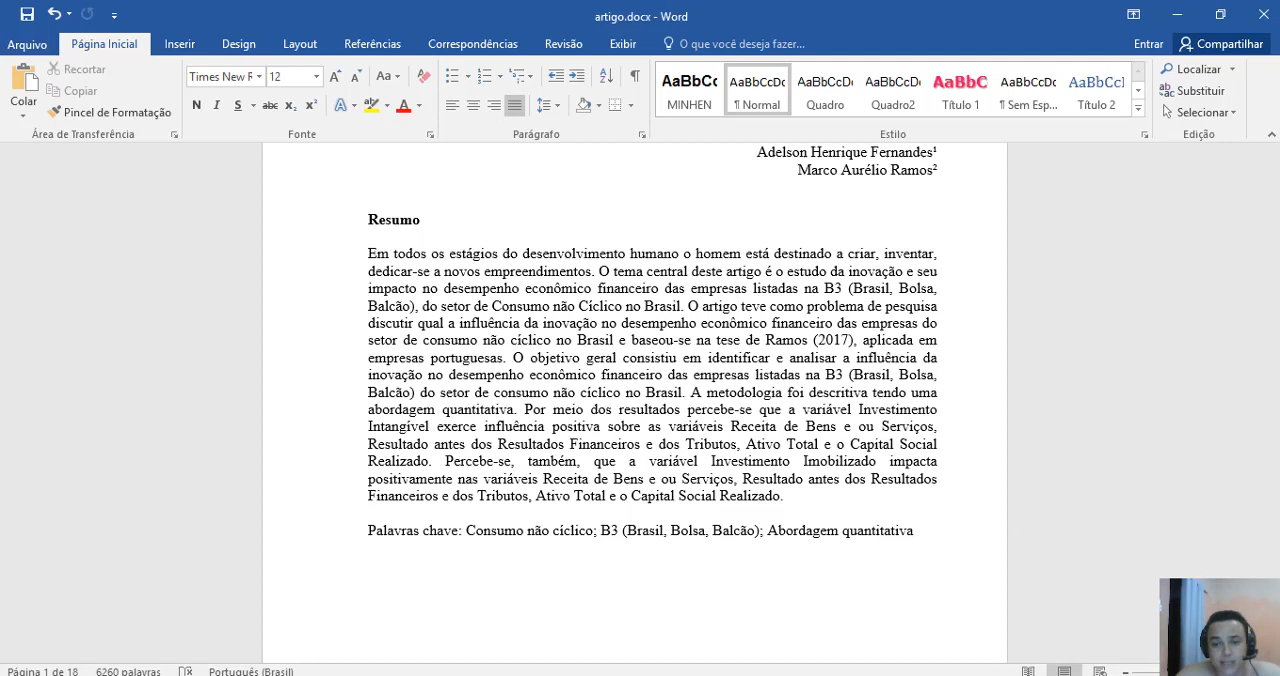 artigo.docx - Word
Arquivo Página Inicial Inserir Design Layout Referências Correspondências Revisão Exibir O que você deseja fazer... Entrar Compartilhar
Recortar
Copiar
Pincel de Formatação
Colar
Área de Transferência
Times New R 12
Fonte
Parágrafo
AaBbCc AaBbCcDc AaBbCcDc AaBbCcDc AaBbC AaBbCcDc AaBbCcI
MINHEN ¶ Normal Quadro Quadro2 Título 1 ¶ Sem Esp... Título 2
Estilo
Localizar
Substituir
Selecionar
Edição
Adelson Henrique Fernandes¹
Marco Aurélio Ramos²
Resumo
Em todos os estágios do desenvolvimento humano o homem está destinado a criar, inventar,
dedicar-se a novos empreendimentos. O tema central deste artigo é o estudo da inovação e seu
impacto no desempenho econômico financeiro das empresas listadas na B3 (Brasil, Bolsa,
Balcão), do setor de Consumo não Cíclico no Brasil. O artigo teve como problema de pesquisa
discutir qual a influência da inovação no desempenho econômico financeiro das empresas do
setor de consumo não cíclico no Brasil e baseou-se na tese de Ramos (2017), aplicada em
empresas portuguesas. O objetivo geral consistiu em identificar e analisar a influência da
inovação no desempenho econômico financeiro das empresas listadas na B3 (Brasil, Bolsa,
Balcão) do setor de consumo não cíclico no Brasil. A metodologia foi descritiva tendo uma
abordagem quantitativa. Por meio dos resultados percebe-se que a variável Investimento
Intangível exerce influência positiva sobre as variáveis Receita de Bens e ou Serviços,
Resultado antes dos Resultados Financeiros e dos Tributos, Ativo Total e o Capital Social
Realizado. Percebe-se, também, que a variável Investimento Imobilizado impacta
positivamente nas variáveis Receita de Bens e ou Serviços, Resultado antes dos Resultados
Financeiros e dos Tributos, Ativo Total e o Capital Social Realizado.
Palavras chave: Consumo não cíclico; B3 (Brasil, Bolsa, Balcão); Abordagem quantitativa
Página 1 de 18 6260 palavras Português (Brasil)